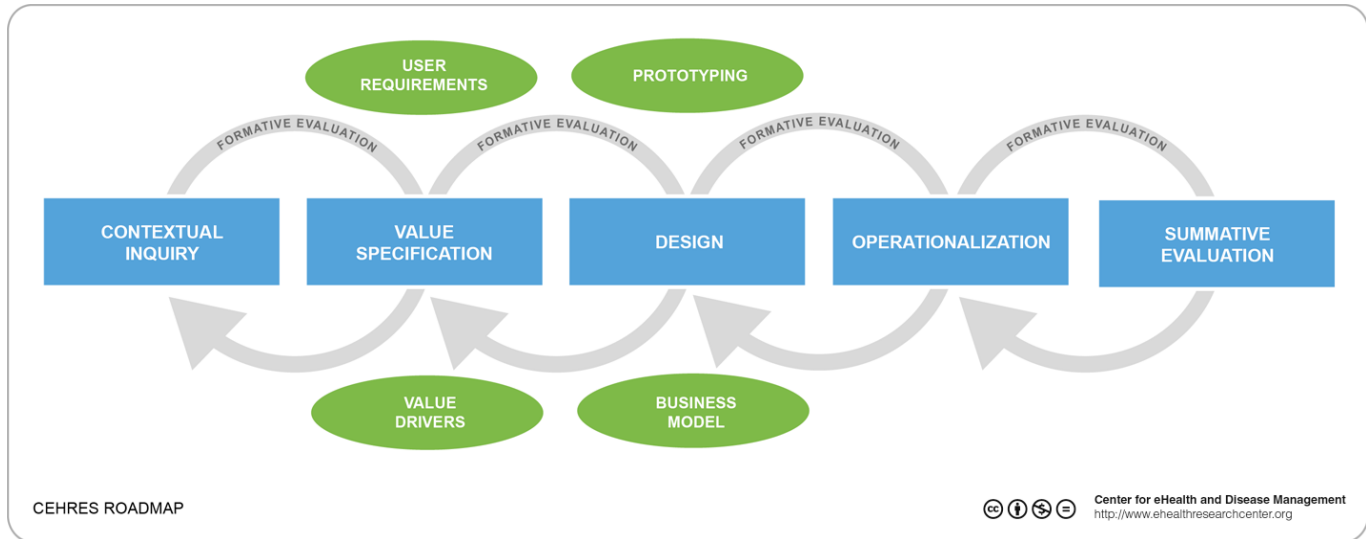 USER
REQUIREMENTS
PROTOTYPING
FORMATIVE EVALUATION
FORMATIVE EVALUATION
FORMATIVE EVALUATION
FORMATIVE EVALUATION
CONTEXTUAL
INQUIRY
VALUE
SPECIFICATION
DESIGN
OPERATIONALIZATION
SUMMATIVE
EVALUATION
VALUE
DRIVERS
BUSINESS
MODEL
CEHRES ROADMAP
cc
Center for eHealth and Disease Management
http://www.ehealthresearchcenter.org